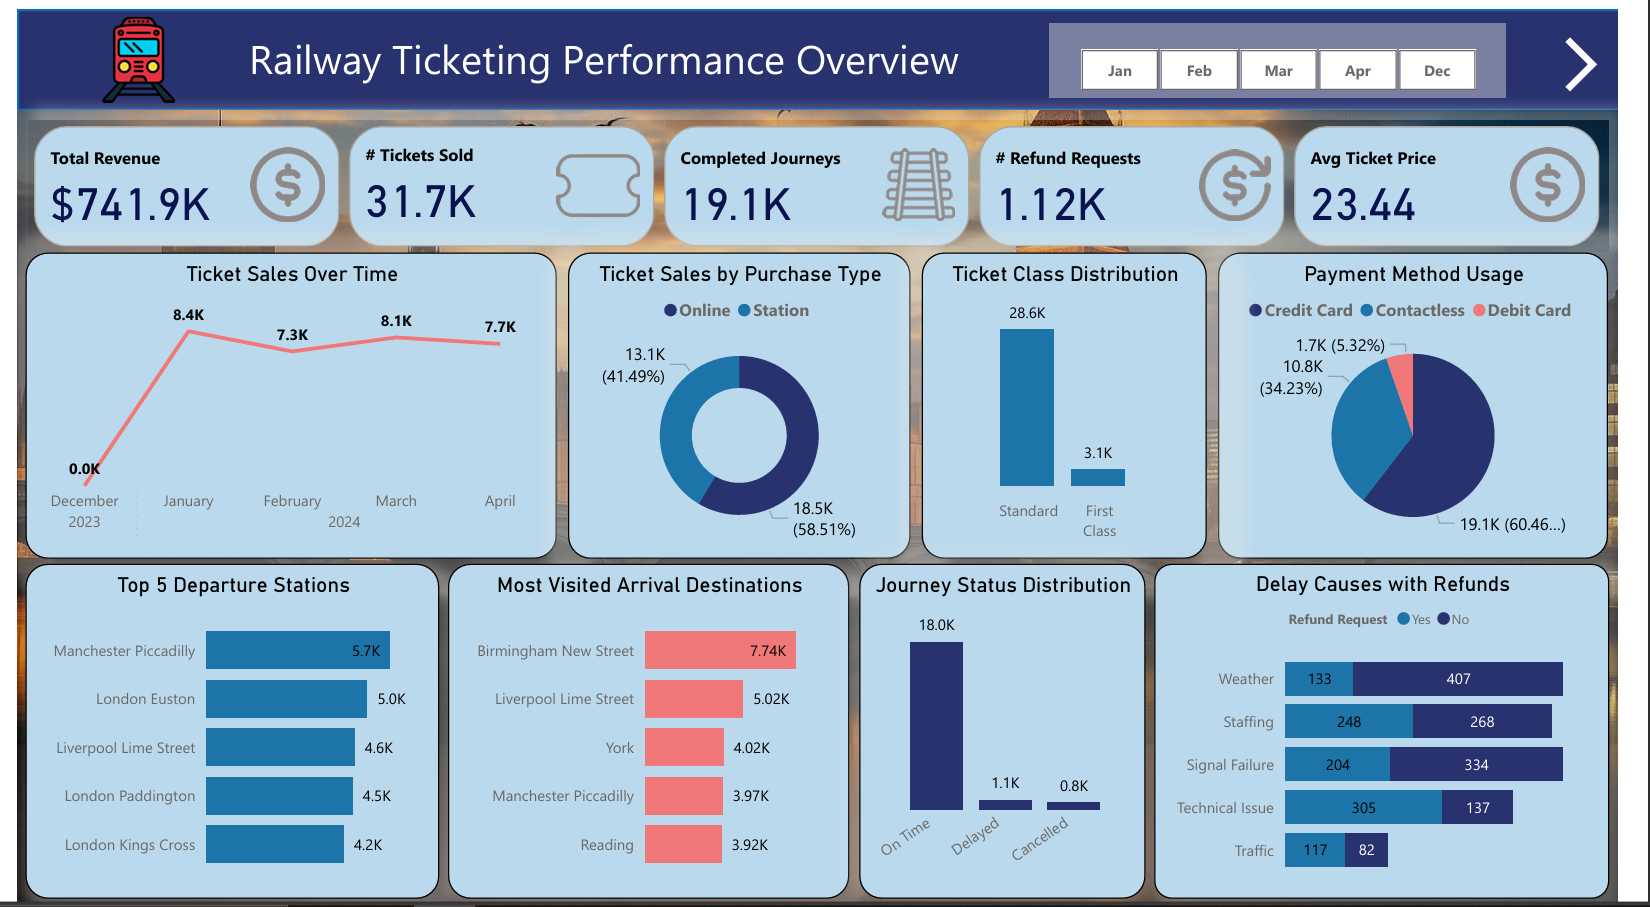 Railway Ticketing Performance Overview
Jan Feb Mar Apr Dec
Total Revenue
$741.9K
# Tickets Sold
31.7K
Completed Journeys
19.1K
# Refund Requests
1.12K
Avg Ticket Price
23.44
Ticket Sales Over Time
8.4K
7.3K
8.1K
7.7K
0.0K
December January February March April
2023 2024
Ticket Sales by Purchase Type
Online Station
13.1K
(41.49%)
18.5K
(58.51%)
Ticket Class Distribution
28.6K
3.1K
Standard First
Class
Payment Method Usage
Credit Card Contactless Debit Card
1.7K (5.32%)
10.8K
(34.23%)
19.1K (60.46...)
Top 5 Departure Stations
Manchester Piccadilly 5.7K
London Euston 5.0K
Liverpool Lime Street 4.6K
London Paddington 4.5K
London Kings Cross 4.2K
Most Visited Arrival Destinations
Birmingham New Street 7.74K
Liverpool Lime Street 5.02K
York 4.02K
Manchester Piccadilly 3.97K
Reading 3.92K
Journey Status Distribution
18.0K
1.1K
0.8K
On Time Delayed Cancelled
Delay Causes with Refunds
Refund Request Yes No
Weather 133 407
Staffing 248 268
Signal Failure 204 334
Technical Issue 305 137
Traffic 117 82